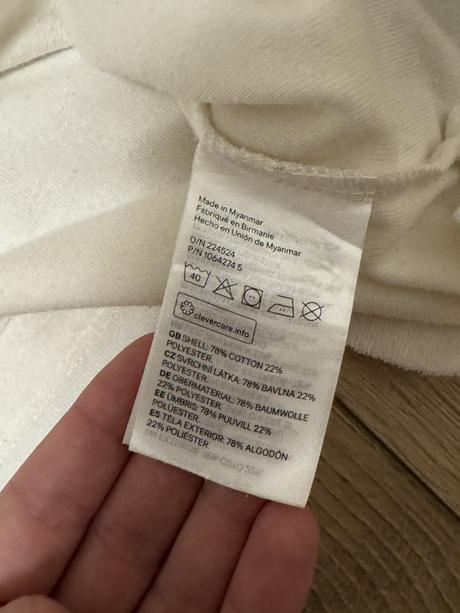 Made in Myanmar
Fabriqué en Birmanie
Hecho en Unión de Myanmar
O/N 224524
P/N 1064274 5
40
clevercare.info
GB SHELL: 78% COTTON 22%
POLYESTER.
CZ SVRCHNÍ LÁTKA: 78% BAVLNA 22%
POLYESTER.
DE OBERMATERIAL: 78% BAUMWOLLE
22% POLYESTER.
EE ÜMBRIS: 78% PUUVILL 22%
POLÜESTER.
ES TELA EXTERIOR: 78% ALGODÓN
22% POLIÉSTER.